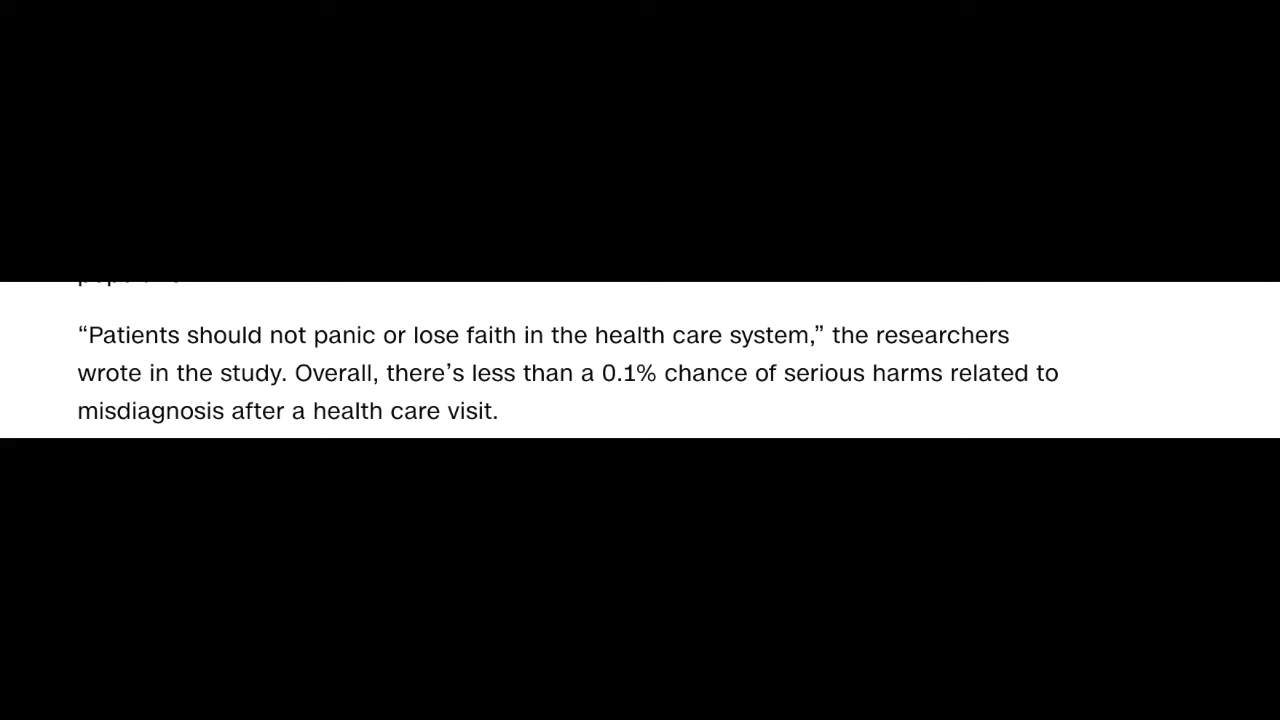 “Patients should not panic or lose faith in the health care system,” the researchers
wrote in the study. Overall, there’s less than a 0.1% chance of serious harms related to
misdiagnosis after a health care visit.